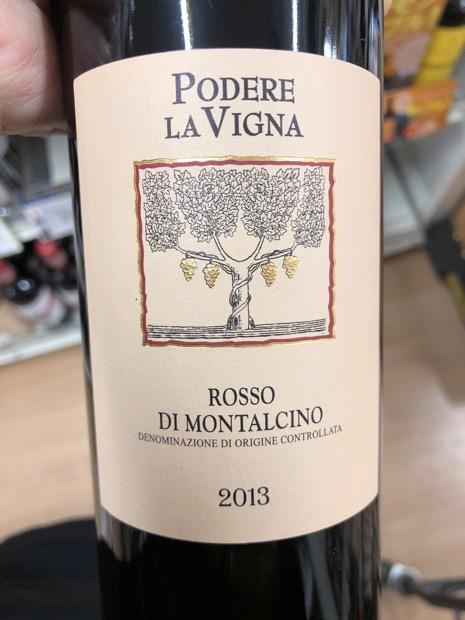 PODERE
LA VIGNA
ROSSO
DI MONTALCINO
DENOMINAZIONE DI ORIGINE CONTROLLATA
2013